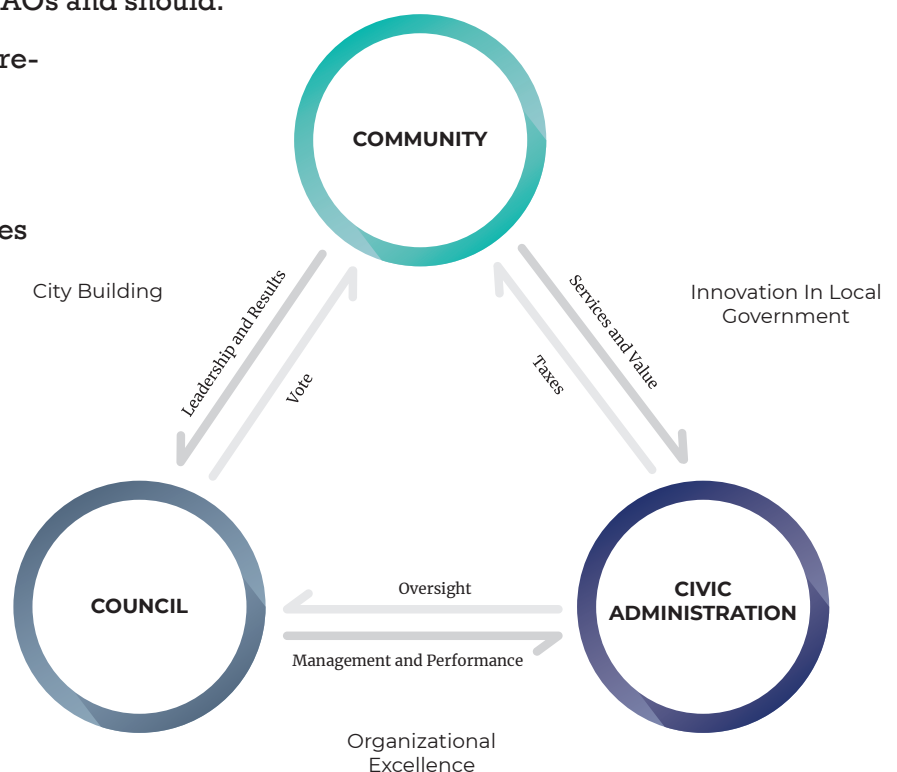 AOs and should:
re-
COMMUNITY
es
City Building
Leadership and Results
Vote
Services and Value
Taxes
Innovation In Local
Government
COUNCIL
Oversight
Management and Performance
CIVIC
ADMINISTRATION
Organizational
Excellence